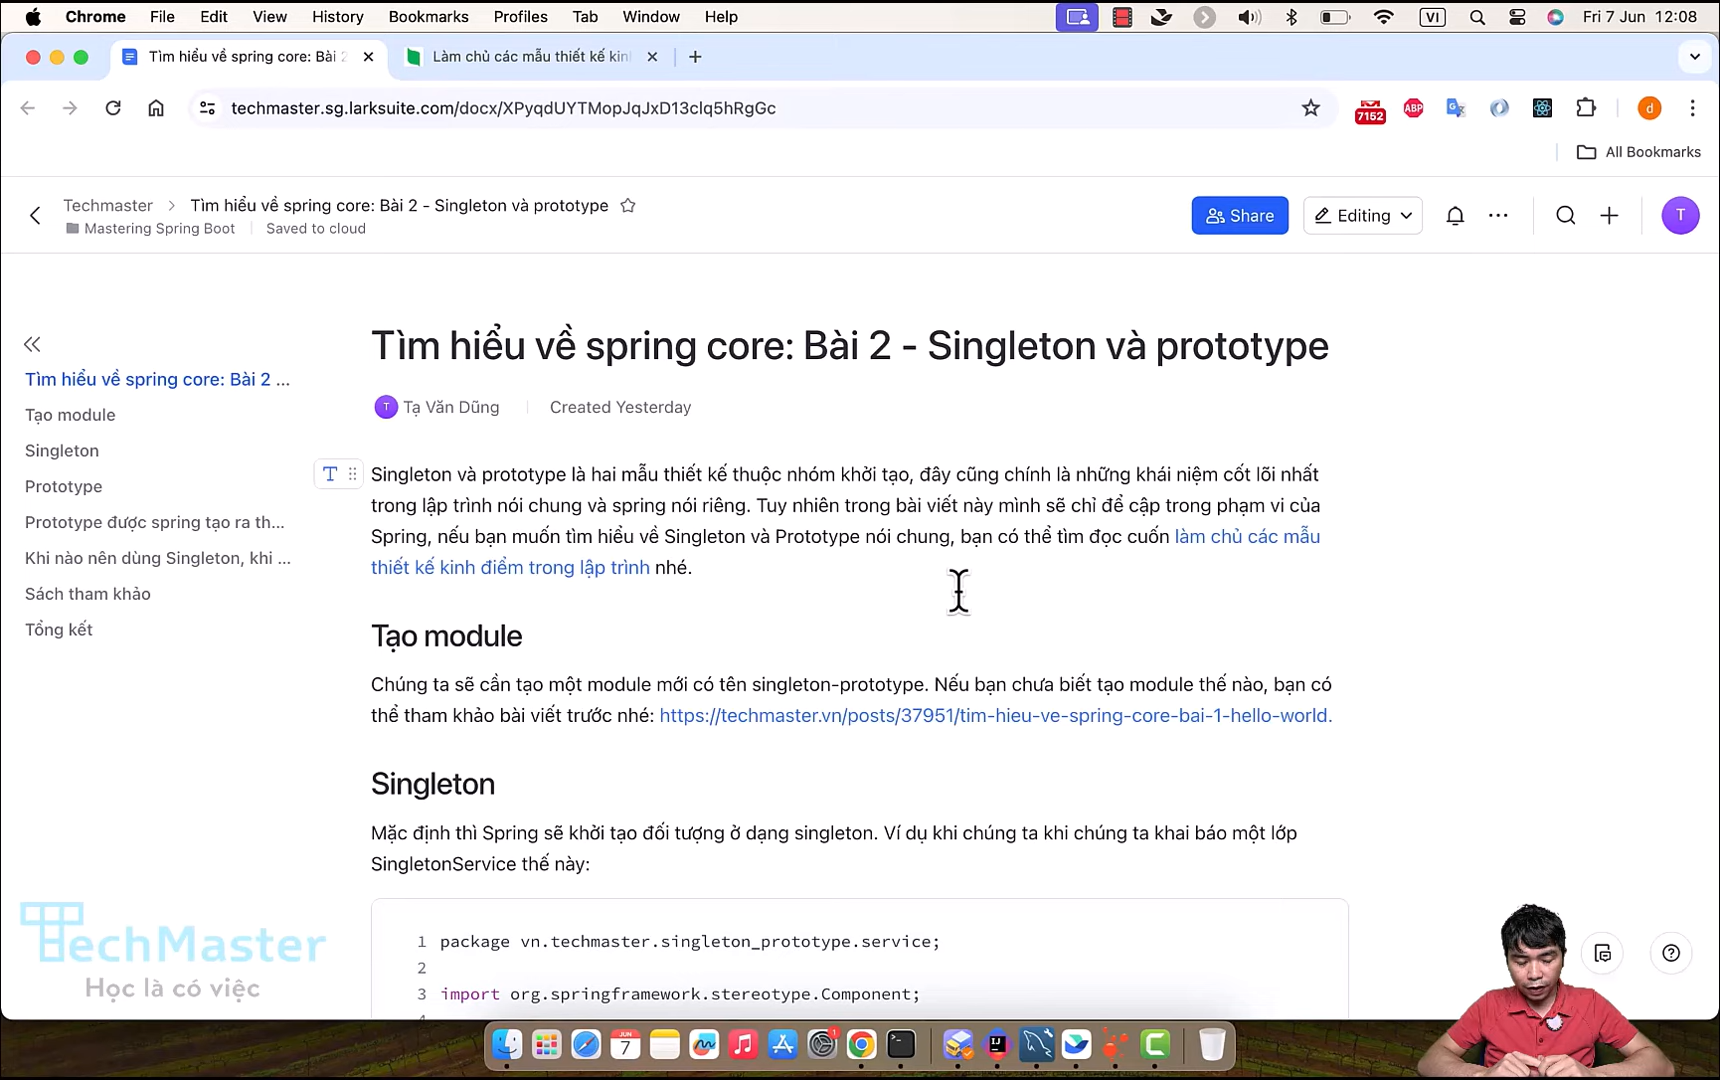 Chrome File Edit View History Bookmarks Profiles Tab Window Help VI Fri 7 Jun 12:08
Tìm hiểu về spring core: Bài 2 Làm chủ các mẫu thiết kế kin
techmaster.sg.larksuite.com/docx/XPyqdUYTMopJqJxD13clq5hRgGc 7152 ABP d
All Bookmarks
Techmaster > Tìm hiểu về spring core: Bài 2 - Singleton và prototype
Mastering Spring Boot Saved to cloud
Share Editing T
Tìm hiểu về spring core: Bài 2 ...
Tạo module
Singleton
Prototype
Prototype được spring tạo ra th...
Khi nào nên dùng Singleton, khi ...
Sách tham khảo
Tổng kết
Tìm hiểu về spring core: Bài 2 - Singleton và prototype
T Tạ Văn Dũng Created Yesterday
T Singleton và prototype là hai mẫu thiết kế thuộc nhóm khởi tạo, đây cũng chính là những khái niệm cốt lõi nhất
trong lập trình nói chung và spring nói riêng. Tuy nhiên trong bài viết này mình sẽ chỉ để cập trong phạm vi của
Spring, nếu bạn muốn tìm hiểu về Singleton và Prototype nói chung, bạn có thể tìm đọc cuốn làm chủ các mẫu
thiết kế kinh điềm trong lập trình nhé.
Tạo module
Chúng ta sẽ cần tạo một module mới có tên singleton-prototype. Nếu bạn chưa biết tạo module thế nào, bạn có
thể tham khảo bài viết trước nhé: https://techmaster.vn/posts/37951/tim-hieu-ve-spring-core-bai-1-hello-world.
Singleton
Mặc định thì Spring sẽ khởi tạo đối tượng ở dạng singleton. Ví dụ khi chúng ta khi chúng ta khai báo một lớp
SingletonService thế này:
1 package vn.techmaster.singleton_prototype.service;
2
3 import org.springframework.stereotype.Component;
TechMaster
Học là có việc
JUN
7
1
IJ